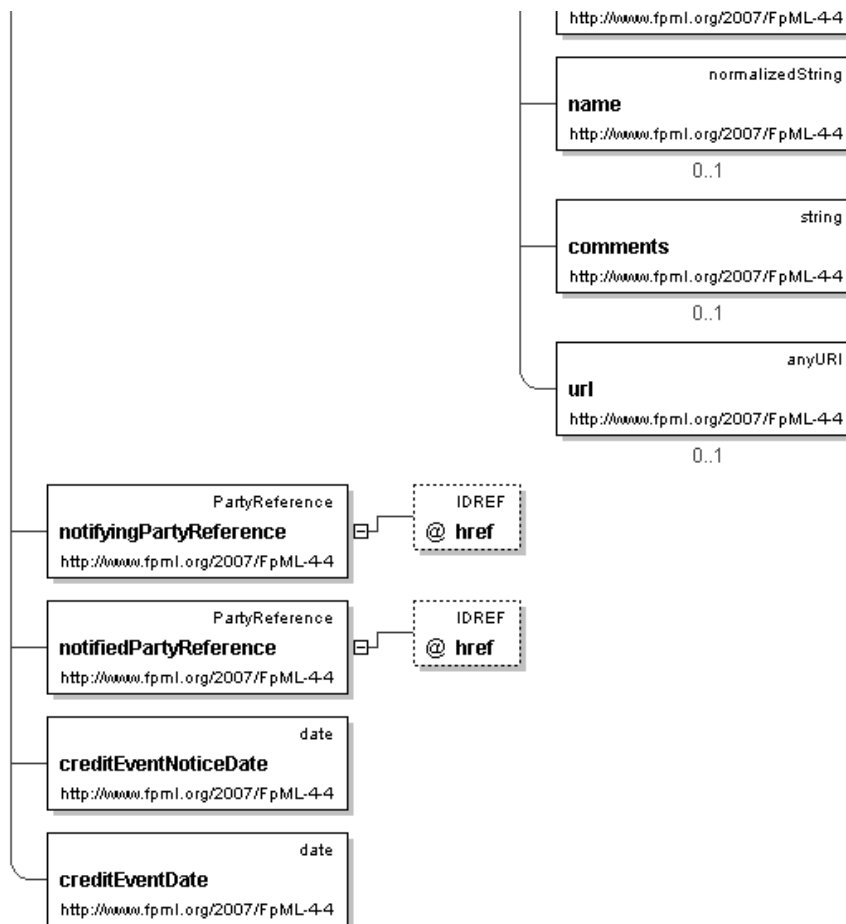 http://www.fpml.org/2007/FpML-4-4
normalizedString
name
http://www.fpml.org/2007/FpML-4-4
0..1
string
comments
http://www.fpml.org/2007/FpML-4-4
0..1
anyURI
url
http://www.fpml.org/2007/FpML-4-4
0..1
PartyReference
notifyingPartyReference
http://www.fpml.org/2007/FpML-4-4
IDREF
@ href
PartyReference
notifiedPartyReference
http://www.fpml.org/2007/FpML-4-4
IDREF
@ href
date
creditEventNoticeDate
http://www.fpml.org/2007/FpML-4-4
date
creditEventDate
http://www.fpml.org/2007/FpML-4-4